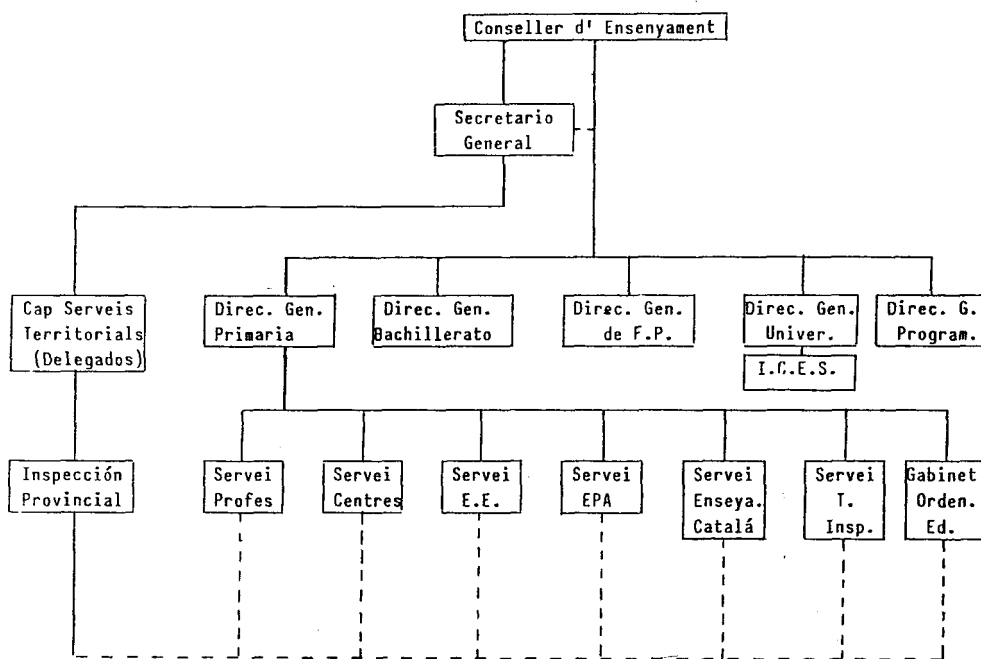 Conseller d' Ensenyament
Secretario
General
Cap Serveis
Territorials
(Delegados)
Direc. Gen.
Primaria
Direc. Gen.
Bachillerato
Direc. Gen.
de F.P.
Direc. Gen.
Univer.
I.C.E.S.
Direc. G.
Program.
Inspección
Provincial
Servei
Profes
Servei
Centres
Servei
E.E.
Servei
EPA
Servei
Enseya.
Catalá
Servei
T.
Insp.
Gabinet
Orden.
Ed.